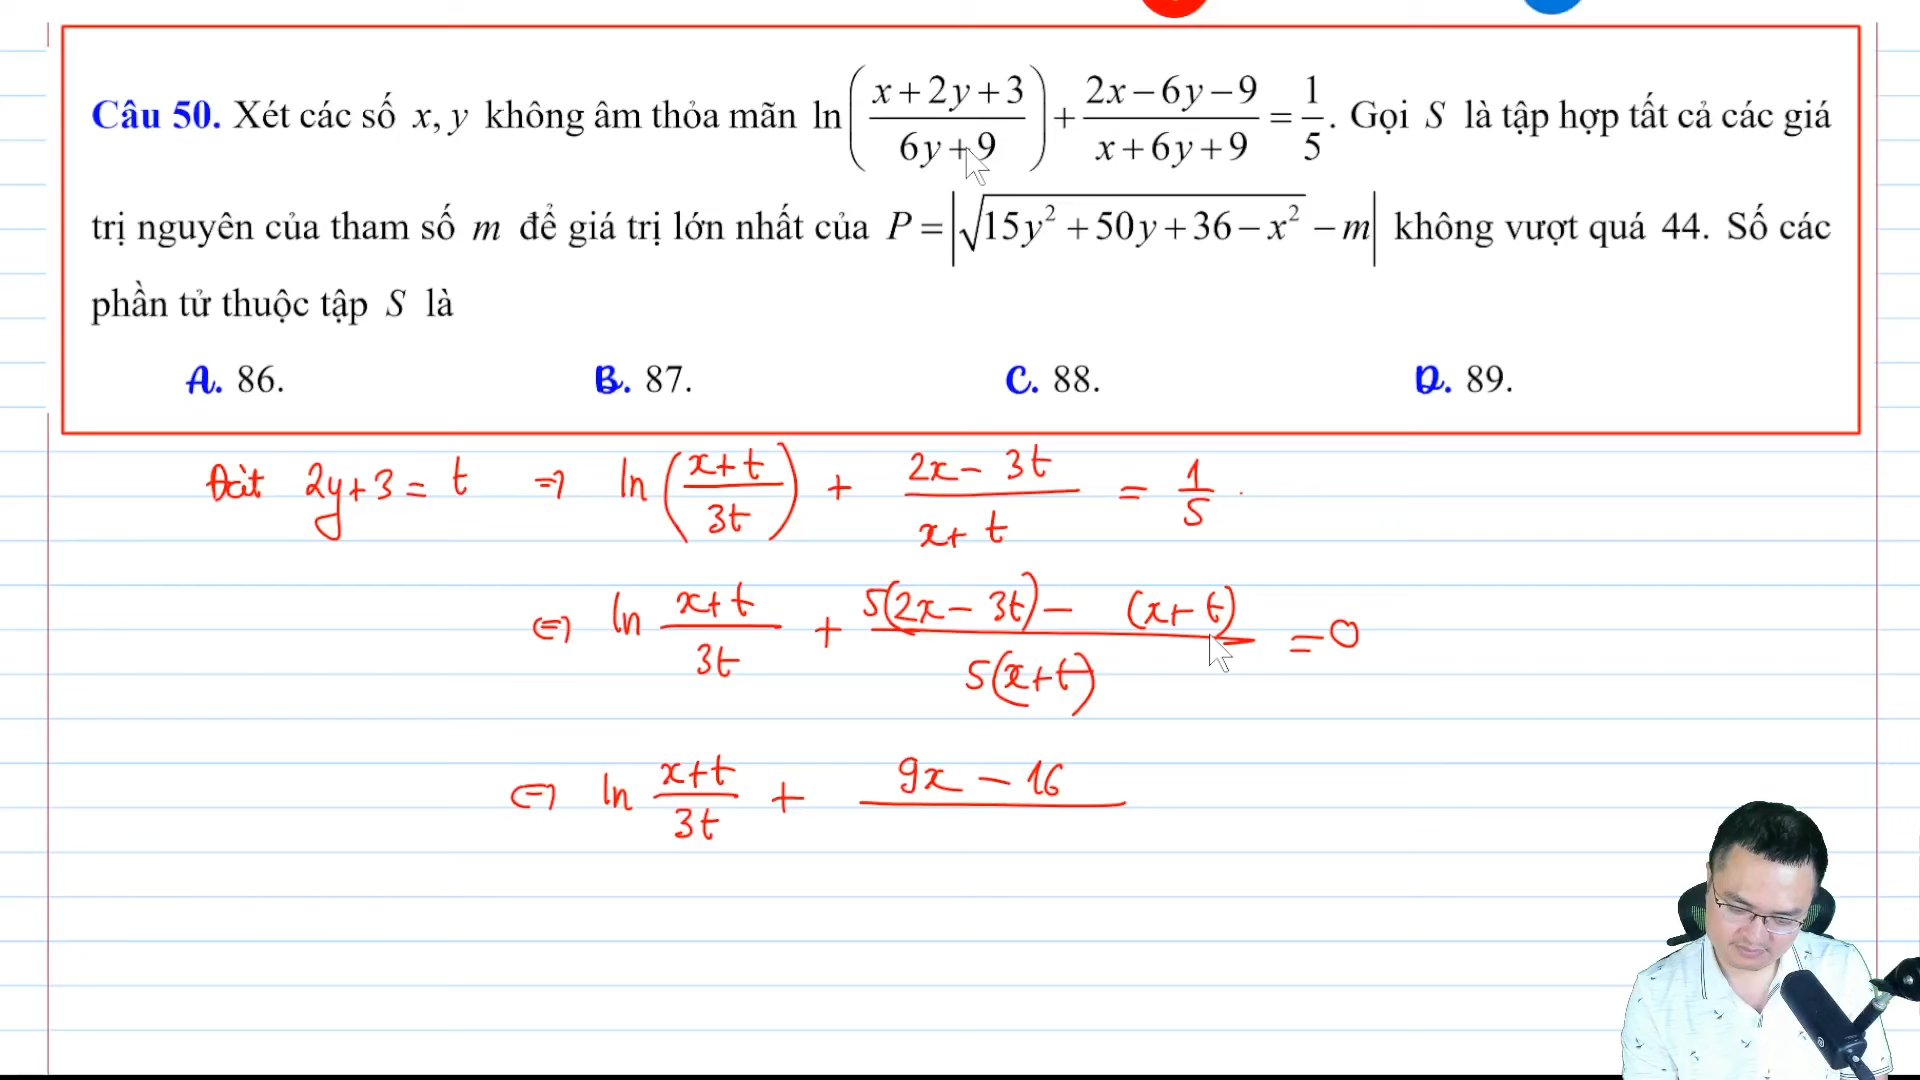 Câu 50. Xét các số x, y không âm thỏa mãn ln((x+2y+3)/(6y+9)) + (2x−6y−9)/(x+6y+9) = 1/5. Gọi S là tập hợp tất cả các giá
trị nguyên của tham số m để giá trị lớn nhất của P = |√(15y² + 50y + 36 − x²) − m| không vượt quá 44. Số các
phần tử thuộc tập S là
A. 86. B. 87. C. 88. D. 89.
Đặt 2y+3 = t ⇒ ln((x+t)/(3t)) + (2x − 3t)/(x+t) = 1/5.
⇔ ln (x+t)/(3t) + (5(2x − 3t) − (x+t))/(5(x+t)) = 0
⇔ ln (x+t)/(3t) + 9x − 16